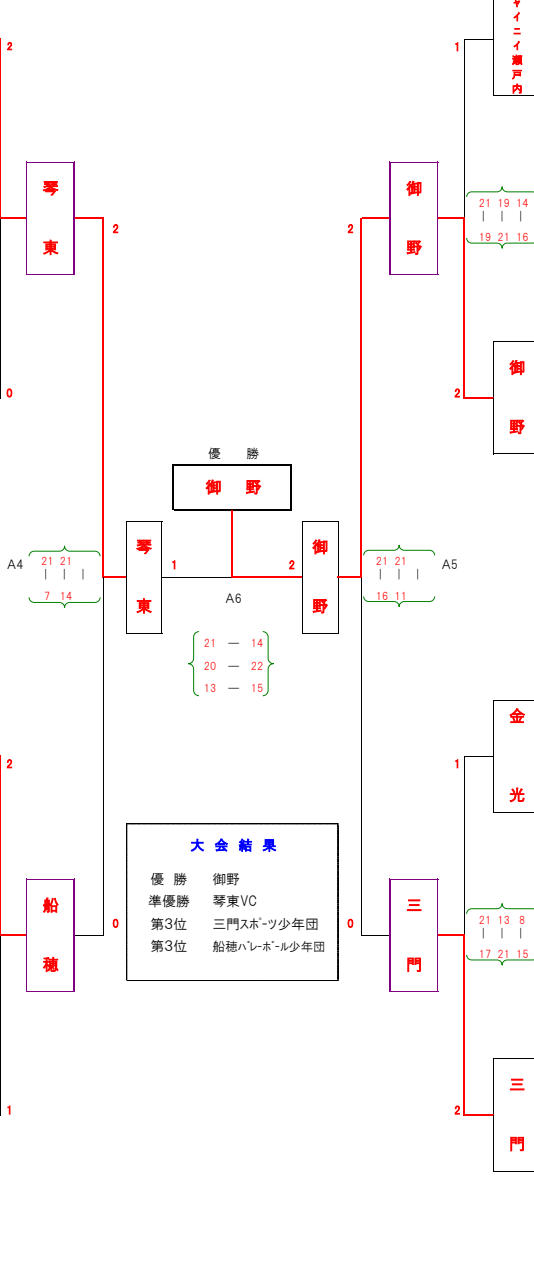 ャイニイ瀬戸内
2
1
琴東
御野
21 19 14
| | |
19 21 16
2
2
御野
0
2
優 勝
御 野
A4
21 21
| | |
7 14
琴東
1
2
御野
21 21
| | |
16 11
A5
A6
21 ― 14
20 ― 22
13 ― 15
金光
2
1
大 会 結 果
優 勝 御野
準優勝 琴東VC
第3位 三門スポーツ少年団
第3位 船穂バレーボール少年団
船穂
0
0
三門
21 13 8
| | |
17 21 15
三門
1
2